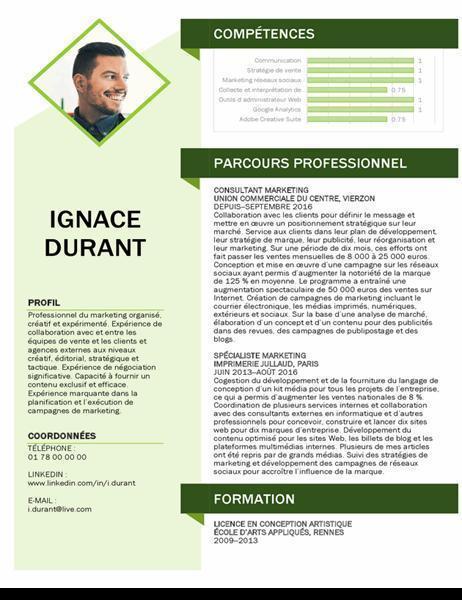 IGNACE
DURANT
PROFIL
Professionnel du marketing organisé,
créatif et expérimenté. Expérience de
collaboration avec et entre les
équipes de vente et les clients et
agences externes aux niveaux
créatif, éditorial, stratégique et
tactique. Expérience de négociation
significative. Capacité à fournir un
contenu exclusif et efficace.
Expérience marquante dans la
planification et l'exécution de
campagnes de marketing.
COORDONNÉES
TÉLÉPHONE :
01 78 00 00 00
LINKEDIN :
www.linkedin.com/in/i.durant
E-MAIL :
i.durant@live.com
COMPÉTENCES
Communication 1
Stratégie de vente 1
Marketing réseaux sociaux 1
Collecte et interprétation de 0.75
Outils d'administrateur Web 1
Google Analytics 1
Adobe Creative Suite 0.75
PARCOURS PROFESSIONNEL
CONSULTANT MARKETING
UNION COMMERCIALE DU CENTRE, VIERZON
DEPUIS–SEPTEMBRE 2016
Collaboration avec les clients pour définir le message et
mettre en œuvre un positionnement stratégique sur leur
marché. Service aux clients dans leur plan de développement,
leur stratégie de marque, leur publicité, leur réorganisation et
leur marketing. Sur une période de dix mois, ces efforts ont
fait passer les ventes mensuelles de 8 000 à 25 000 euros.
Conception et mise en œuvre d'une campagne sur les réseaux
sociaux ayant permis d'augmenter la notoriété de la marque
de 125 % en moyenne. Le programme a entraîné une
augmentation spectaculaire de 50 000 euros des ventes sur
Internet. Création de campagnes de marketing incluant le
courrier électronique, les médias imprimés, numériques,
extérieurs et sociaux. Sur la base d'une analyse de marché,
élaboration d'un concept et d'un contenu pour des publicités
dans des revues, des campagnes de publipostage et des
blogs.
SPÉCIALISTE MARKETING
IMPRIMERIE JULLAUD, PARIS
JUIN 2013–AOÛT 2016
Cogestion du développement et de la fourniture du langage de
conception d'un kit média pour tous les projets de l'entreprise,
ce qui a permis d'augmenter les ventes nationales de 8 %.
Coordination de plusieurs services internes et collaboration
avec des consultants externes en informatique et d'autres
professionnels pour concevoir, construire et lancer dix sites
web pour dix marques d'entreprise. Développement du
contenu optimisé pour les sites Web, les billets de blog et les
plateformes multimédias internes. Plusieurs de mes articles
ont été repris par de grands médias. Suivi des stratégies de
marketing et développement des campagnes de réseaux
sociaux pour accroître l'influence de la marque.
FORMATION
LICENCE EN CONCEPTION ARTISTIQUE
ÉCOLE D'ARTS APPLIQUÉS, RENNES
2009–2013